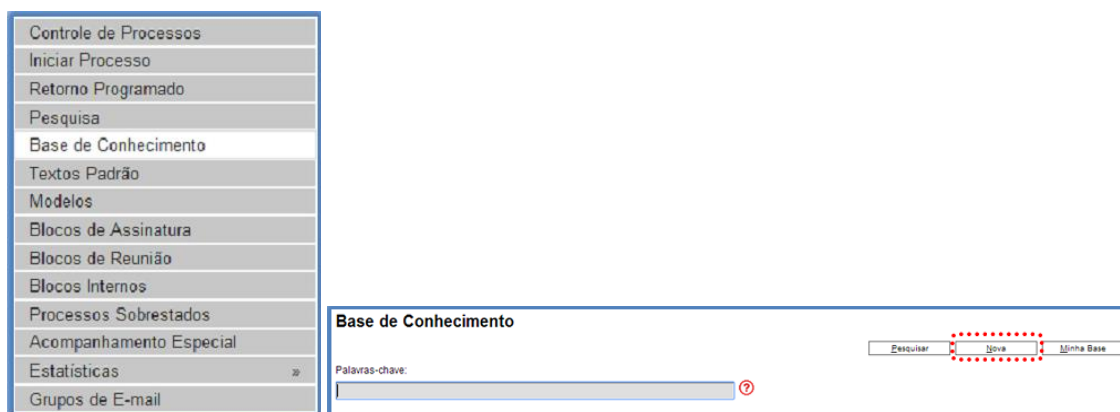 Controle de Processos
Iniciar Processo
Retorno Programado
Pesquisa
Base de Conhecimento
Textos Padrão
Modelos
Blocos de Assinatura
Blocos de Reunião
Blocos Internos
Processos Sobrestados
Acompanhamento Especial
Estatísticas »
Grupos de E-mail
Base de Conhecimento
Pesquisar Nova Minha Base
Palavras-chave:
?